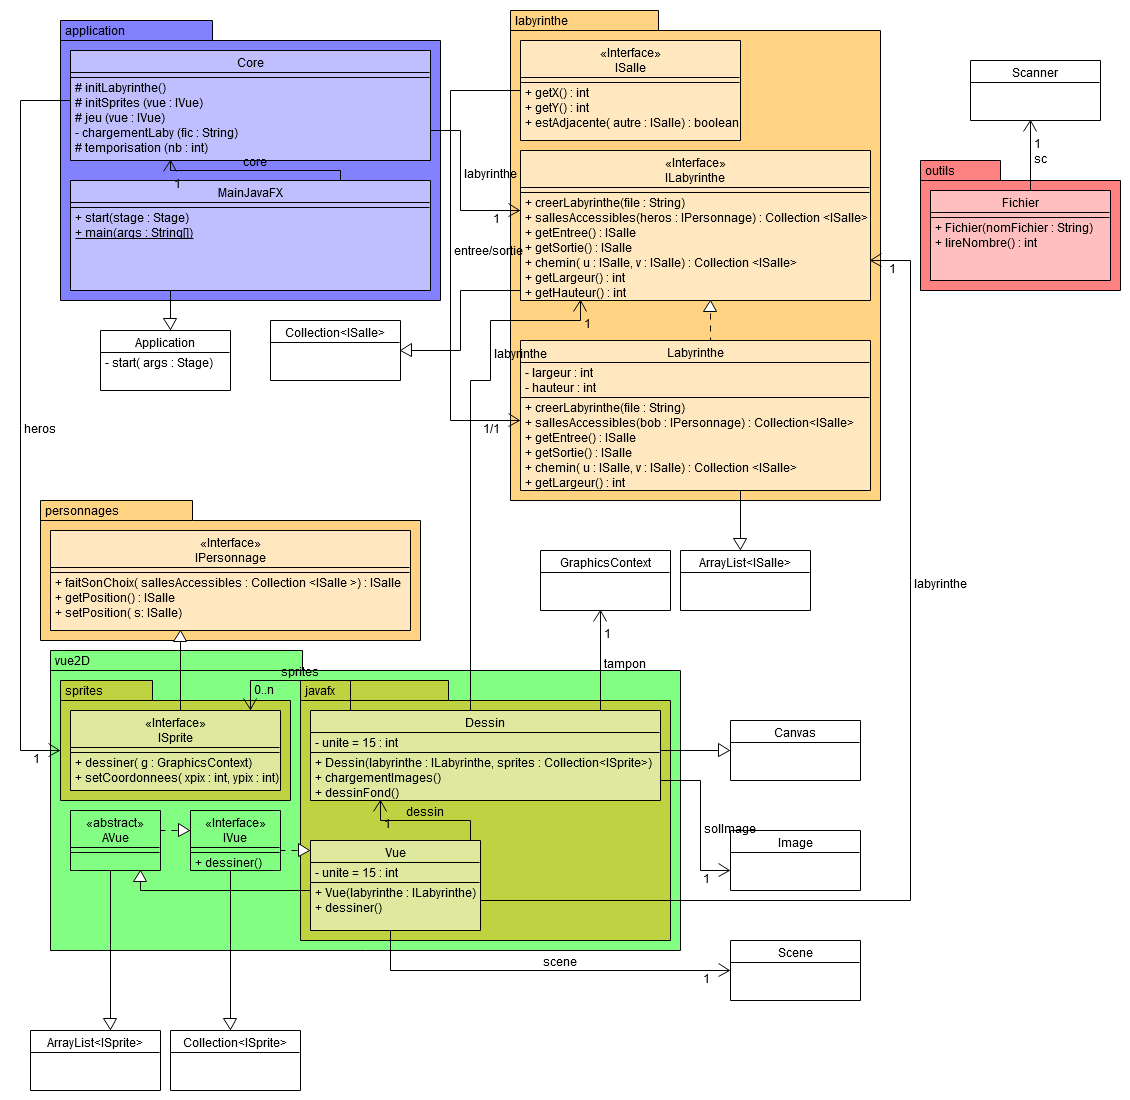 application
Core
# initLabyrinthe()
# initSprites (vue : IVue)
# jeu (vue : IVue)
- chargementLaby (fic : String)
# temporisation (nb : int)
core
1
MainJavaFX
+ start(stage : Stage)
+ main(args : String[])
Application
- start( args : Stage)
heros
1
labyrinthe
1
labyrinthe
«Interface»
ISalle
+ getX() : int
+ getY() : int
+ estAdjacente( autre : ISalle) : boolean
«Interface»
ILabyrinthe
+ creerLabyrinthe(file : String)
+ sallesAccessibles(heros : IPersonnage) : Collection <ISalle>
+ getEntree() : ISalle
+ getSortie() : ISalle
+ chemin( u : ISalle, v : ISalle) : Collection <ISalle>
+ getLargeur() : int
+ getHauteur() : int
entree/sortie
1/1
1
labyrinthe
Labyrinthe
- largeur : int
- hauteur : int
+ creerLabyrinthe(file : String)
+ sallesAccessibles(bob : IPersonnage) : Collection<ISalle>
+ getEntree() : ISalle
+ getSortie() : ISalle
+ chemin( u : ISalle, v : ISalle) : Collection <ISalle>
+ getLargeur() : int
Collection<ISalle>
Scanner
1
sc
outils
Fichier
+ Fichier(nomFichier : String)
+ lireNombre() : int
1
labyrinthe
personnages
«Interface»
IPersonnage
+ faitSonChoix( sallesAccessibles : Collection <ISalle >) : ISalle
+ getPosition() : ISalle
+ setPosition( s: ISalle)
GraphicsContext
1
tampon
ArrayList<ISalle>
vue2D
sprites
«Interface»
ISprite
+ dessiner( g : GraphicsContext)
+ setCoordonnees( xpix : int, ypix : int)
sprites
0..n
javafx
Dessin
- unite = 15 : int
+ Dessin(labyrinthe : ILabyrinthe, sprites : Collection<ISprite>)
+ chargementImages()
+ dessinFond()
dessin
1
«abstract»
AVue
«Interface»
IVue
+ dessiner()
Vue
- unite = 15 : int
+ Vue(labyrinthe : ILabyrinthe)
+ dessiner()
Canvas
solImage
1
Image
scene
1
Scene
ArrayList<ISprite>
Collection<ISprite>